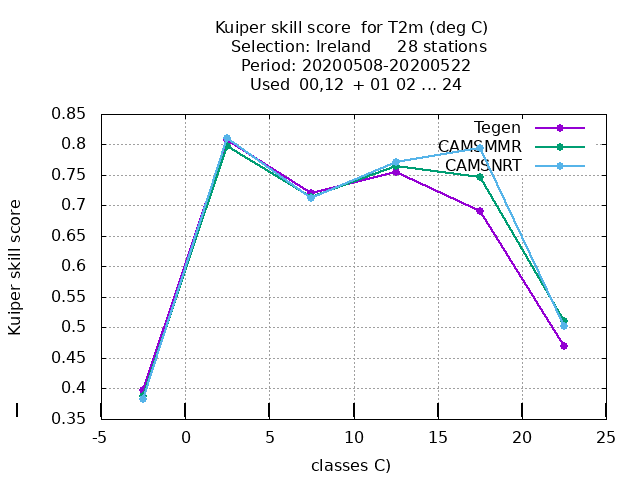 Kuiper skill score  for T2m (deg C)
Selection: Ireland     28 stations
Period: 20200508-20200522
Used  00,12  + 01 02 ... 24
0.85
0.8
0.75
0.7
0.65
0.6
0.55
0.5
0.45
0.4
0.35
Kuiper skill score
Tegen
CAMSMMR
CAMSNRT
-5
0
5
10
15
20
25
classes C)